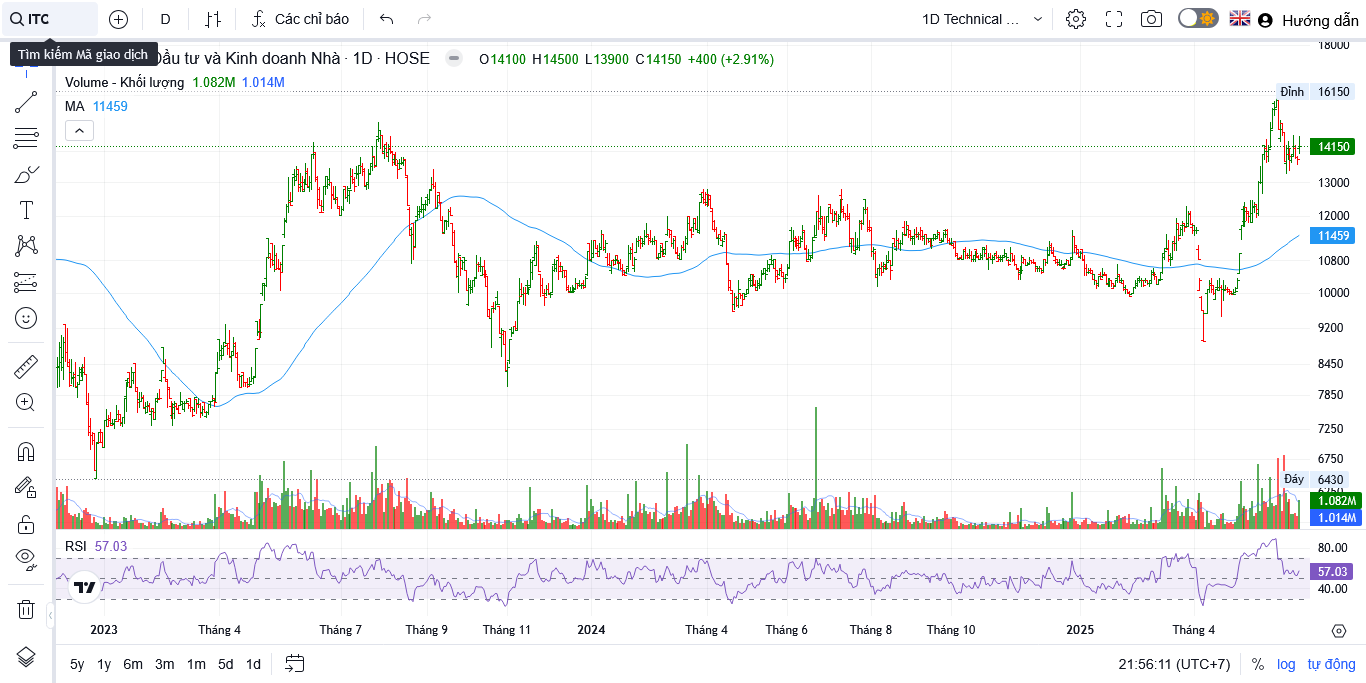 ITC D Các chỉ báo 1D Technical ... Hướng dẫn
Tìm kiếm Mã giao dịch
Đầu tư và Kinh doanh Nhà · 1D · HOSE O14100 H14500 L13900 C14150 +400 (+2.91%)
Volume - Khối lượng 1.082M 1.014M
MA 11459
18000
Đỉnh 16150
14150
13000
12000
11459
10800
10000
9200
8450
7850
7250
6750
Đáy 6430
1.082M
1.014M
RSI 57.03
80.00
57.03
40.00
2023 Tháng 4 Tháng 7 Tháng 9 Tháng 11 2024 Tháng 4 Tháng 6 Tháng 8 Tháng 10 2025 Tháng 4
5y 1y 6m 3m 1m 5d 1d 21:56:11 (UTC+7) % log tự động